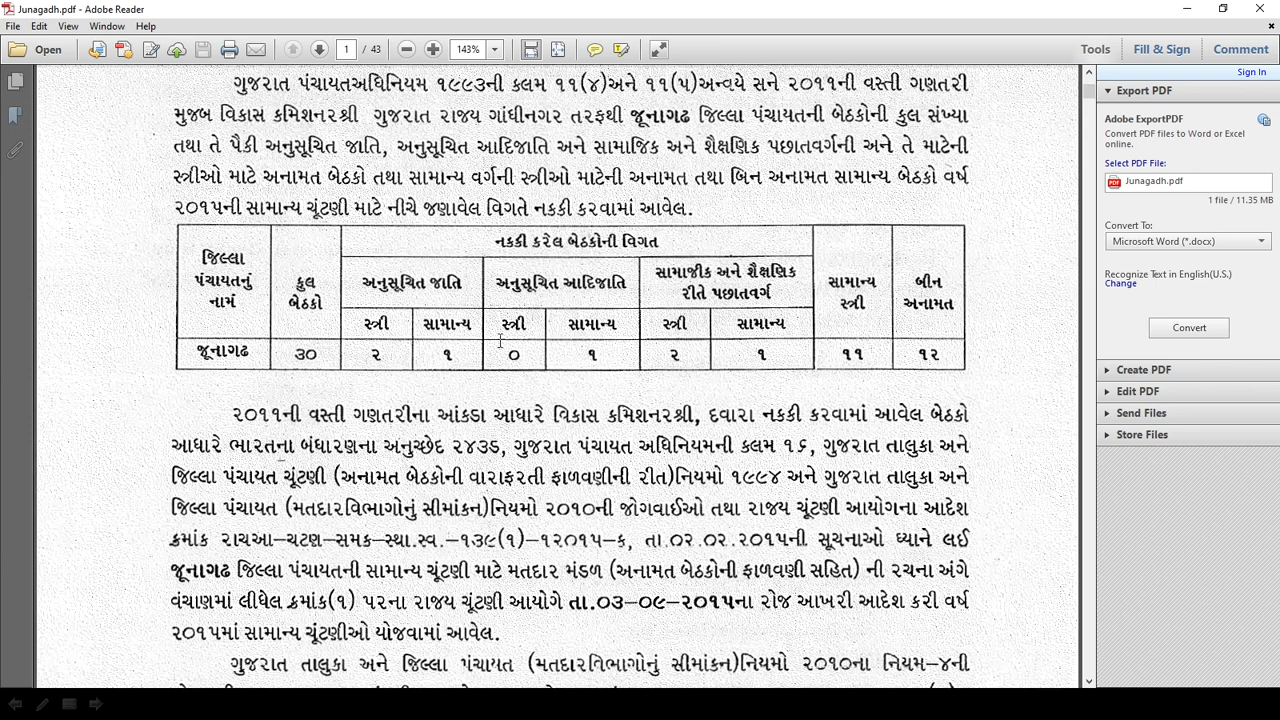 Junagadh.pdf - Adobe Reader
File Edit View Window Help
Open 1 / 43 143% Tools Fill & Sign Comment
Sign In
ગુજરાત પંચાયતઅધિનિયમ ૧૯૯૩ની કલમ ૧૧(૪)અને ૧૧(૫)અન્વયે સને ૨૦૧૧ની વસ્તી ગણતરી
મુજબ વિકાસ કમિશનરશ્રી ગુજરાત રાજય ગાંધીનગર તરફથી જૂનાગઢ જિલ્લા પંચાયતની બેઠકોની કુલ સંખ્યા
તથા તે પૈકી અનુસૂચિત જાતિ, અનુસૂચિત આદિજાતિ અને સામાજિક અને શૈક્ષણિક પછાતવર્ગની અને તે માટેની
સ્ત્રીઓ માટે અનામત બેઠકો તથા સામાન્ય વર્ગની સ્ત્રીઓ માટેની અનામત તથા બિન અનામત સામાન્ય બેઠકો વર્ષ
૨૦૧૫ની સામાન્ય ચૂંટણી માટે નીચે જણાવેલ વિગતે નકકી કરવામાં આવેલ.
જિલ્લા પંચાયતનું નામં
કુલ બેઠકો
નકકી કરેલ બેઠકોની વિગત
સામાન્ય સ્ત્રી
બીન અનામત
અનુસૂચિત જાતિ
અનુસૂચિત આદિજાતિ
સામાજીક અને શૈક્ષણિક રીતે પછાતવર્ગ
સ્ત્રી સામાન્ય સ્ત્રી સામાન્ય સ્ત્રી સામાન્ય
જૂનાગઢ ૩૦ ૨ ૧ ૦ ૧ ૨ ૧ ૧૧ ૧૨
૨૦૧૧ની વસ્તી ગણતરીના આંકડા આધારે વિકાસ કમિશનરશ્રી, દવારા નકકી કરવામાં આવેલ બેઠકો
આધારે ભારતના બંધારણના અનુચ્છેદ ૨૪૩ડ, ગુજરાત પંચાયત અધિનિયમની કલમ ૧૬, ગુજરાત તાલુકા અને
જિલ્લા પંચાયત ચૂંટણી (અનામત બેઠકોની વારાફરતી ફાળવણીની રીત)નિયમો ૧૯૯૪ અને ગુજરાત તાલુકા અને
જિલ્લા પંચાયત (મતદારવિભાગોનું સીમાંકન)નિયમો ૨૦૧૦ની જોગવાઈઓ તથા રાજય ચૂંટણી આયોગના આદેશ
ક્રમાંક રાચઆ–ચટણ–સમક–સ્થા.સ્વ.–૧૩૯(૧)–૧૨૦૧૫–ક, તા.૦૨.૦૨.૨૦૧૫ની સૂચનાઓ ઘ્યાને લઈ
જૂનાગઢ જિલ્લા પંચાયતની સામાન્ય ચૂંટણી માટે મતદાર મંડળ (અનામત બેઠકોની ફાળવણી સહિત) ની રચના અંગે
વંચાણમાં લીધેલ ક્રમાંક(૧) પરના રાજય ચૂંટણી આયોગે તા.૦૩–૦૯–૨૦૧૫ના રોજ આખરી આદેશ કરી વર્ષ
૨૦૧૫માં સામાન્ય ચૂંટણીઓ યોજવામાં આવેલ.
ગુજરાત તાલુકા અને જિલ્લા પંચાયત (મતદારવિભાગોનું સીમાંકન)નિયમો ૨૦૧૦ના નિયમ–૪ની
Export PDF
Adobe ExportPDF
Convert PDF files to Word or Excel
online.
Select PDF File:
Junagadh.pdf
1 file / 11.35 MB
Convert To:
Microsoft Word (*.docx)
Recognize Text in English(U.S.)
Change
Convert
Create PDF
Edit PDF
Send Files
Store Files